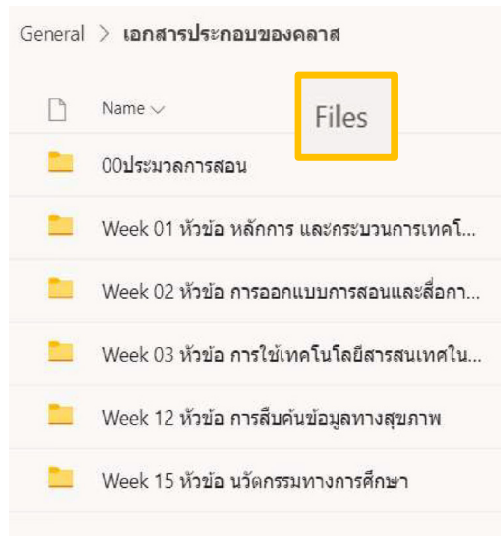 General > เอกสารประกอบของคลาส
Name
Files
00ประมวลการสอน
Week 01 หัวข้อ หลักการ และกระบวนการเทคโ...
Week 02 หัวข้อ การออกแบบการสอนและสื่อกา...
Week 03 หัวข้อ การใช้เทคโนโลยีสารสนเทศใน...
Week 12 หัวข้อ การสืบค้นข้อมูลทางสุขภาพ
Week 15 หัวข้อ นวัตกรรมทางการศึกษา